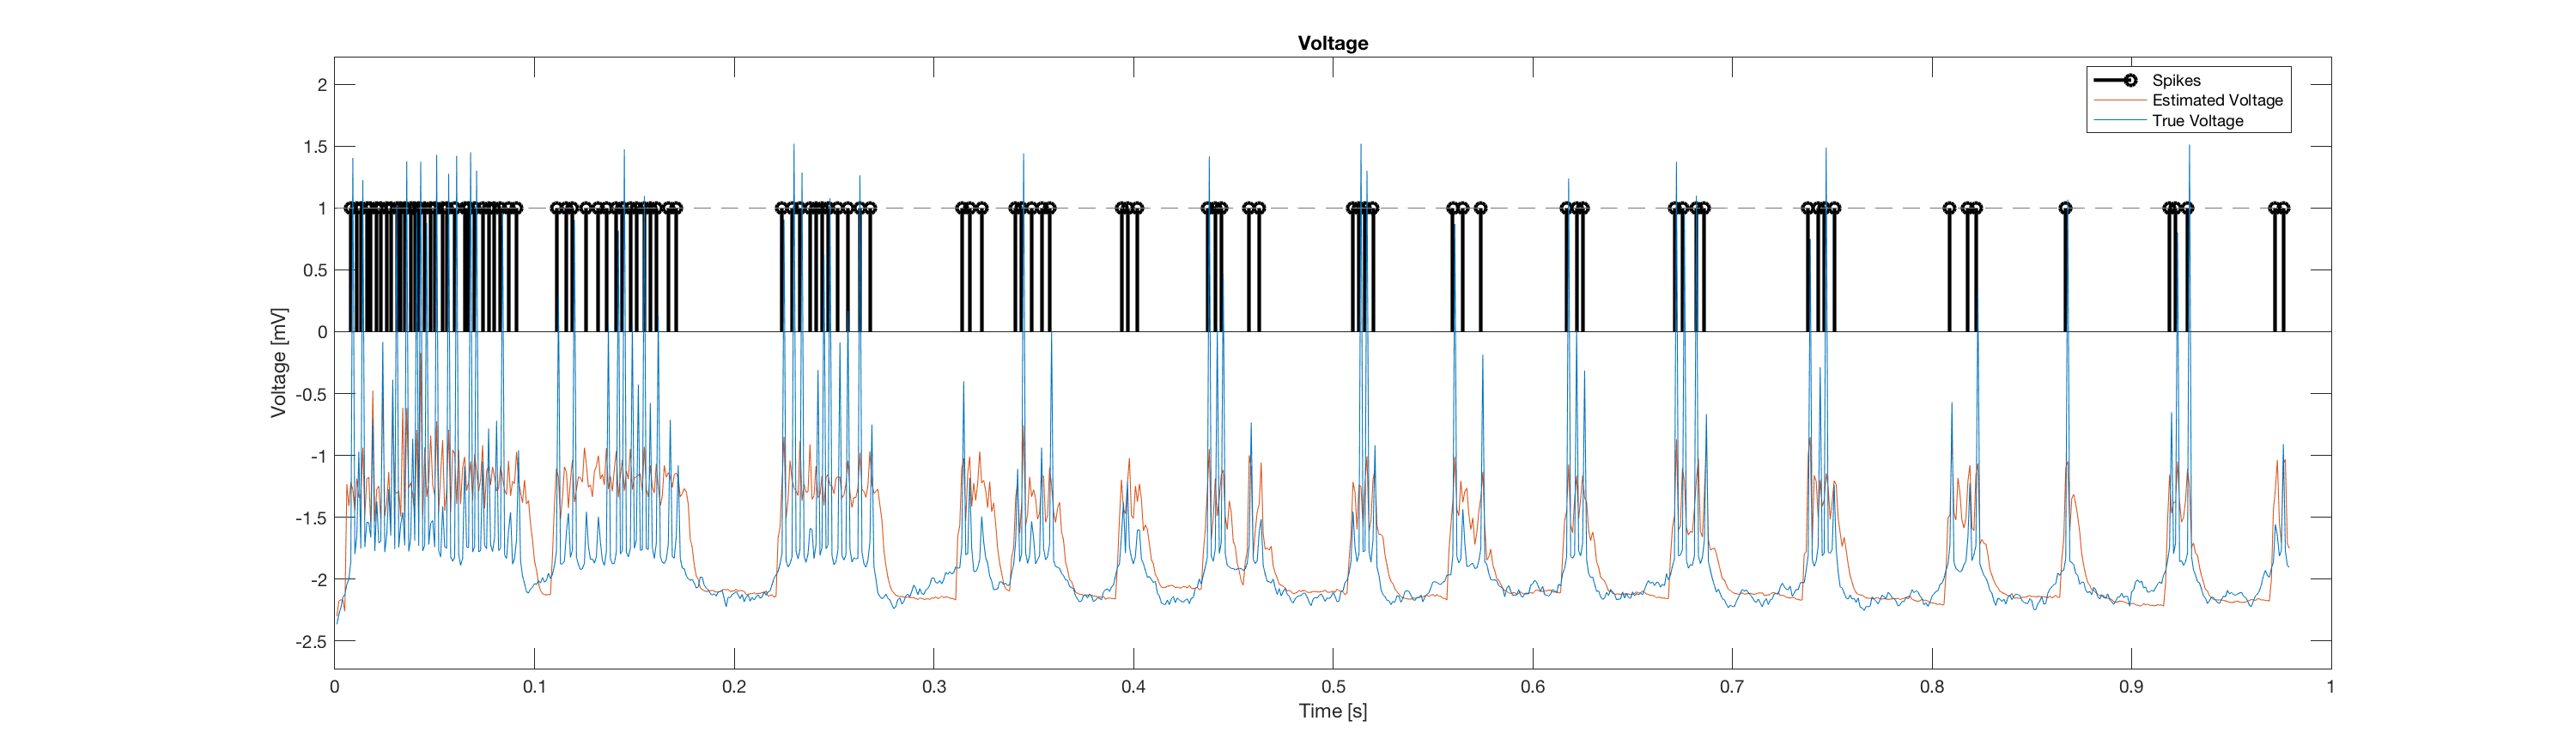 Voltage
Spikes
Estimated Voltage
True Voltage
2
1.5
1
0.5
0
-0.5
-1
-1.5
-2
-2.5
Voltage [mV]
0 0.1 0.2 0.3 0.4 0.5 0.6 0.7 0.8 0.9 1
Time [s]